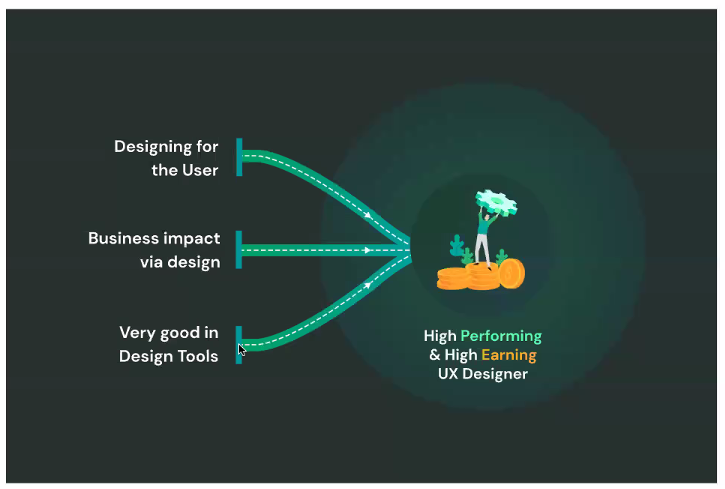 Designing for
the User
Business impact
via design
Very good in
Design Tools
High Performing
& High Earning
UX Designer